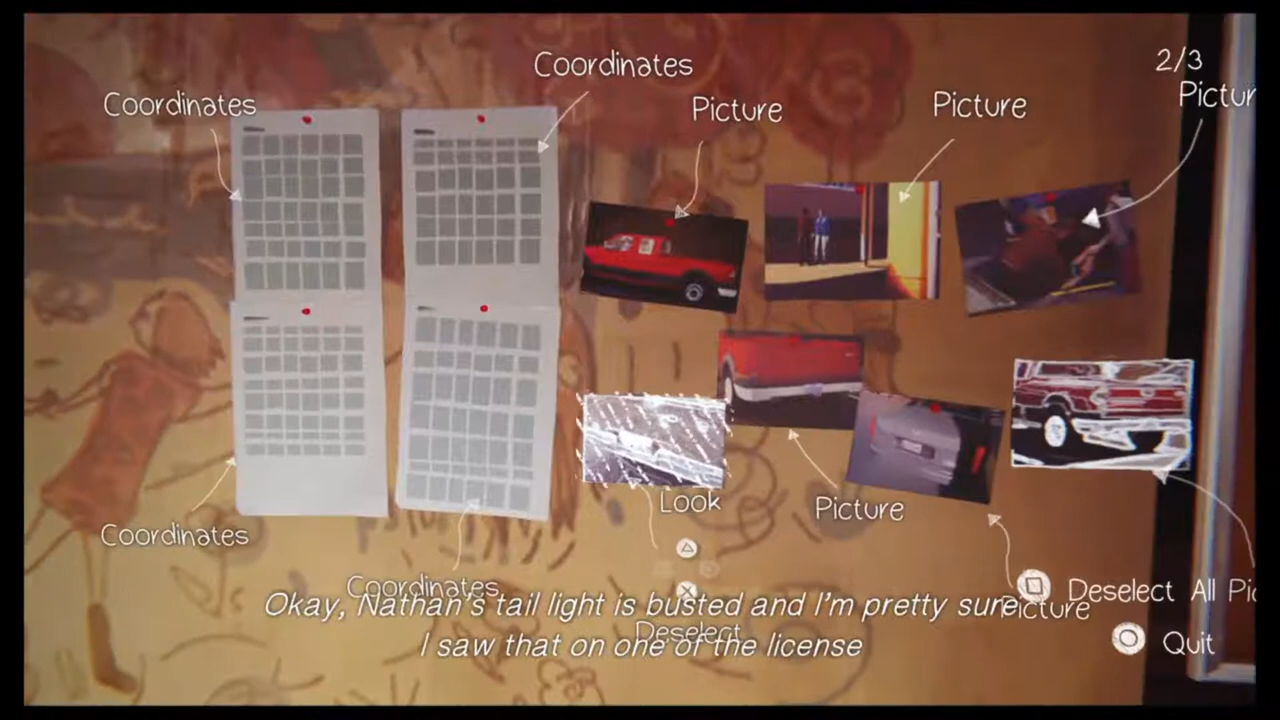 2/3
Coordinates
Coordinates
Picture
Picture
Pictur
Look
Picture
Coordinates
Coordinates
Picture
Deselect
Deselect All Pic
Quit
Okay, Nathan's tail light is busted and I'm pretty sure
I saw that on one of the license